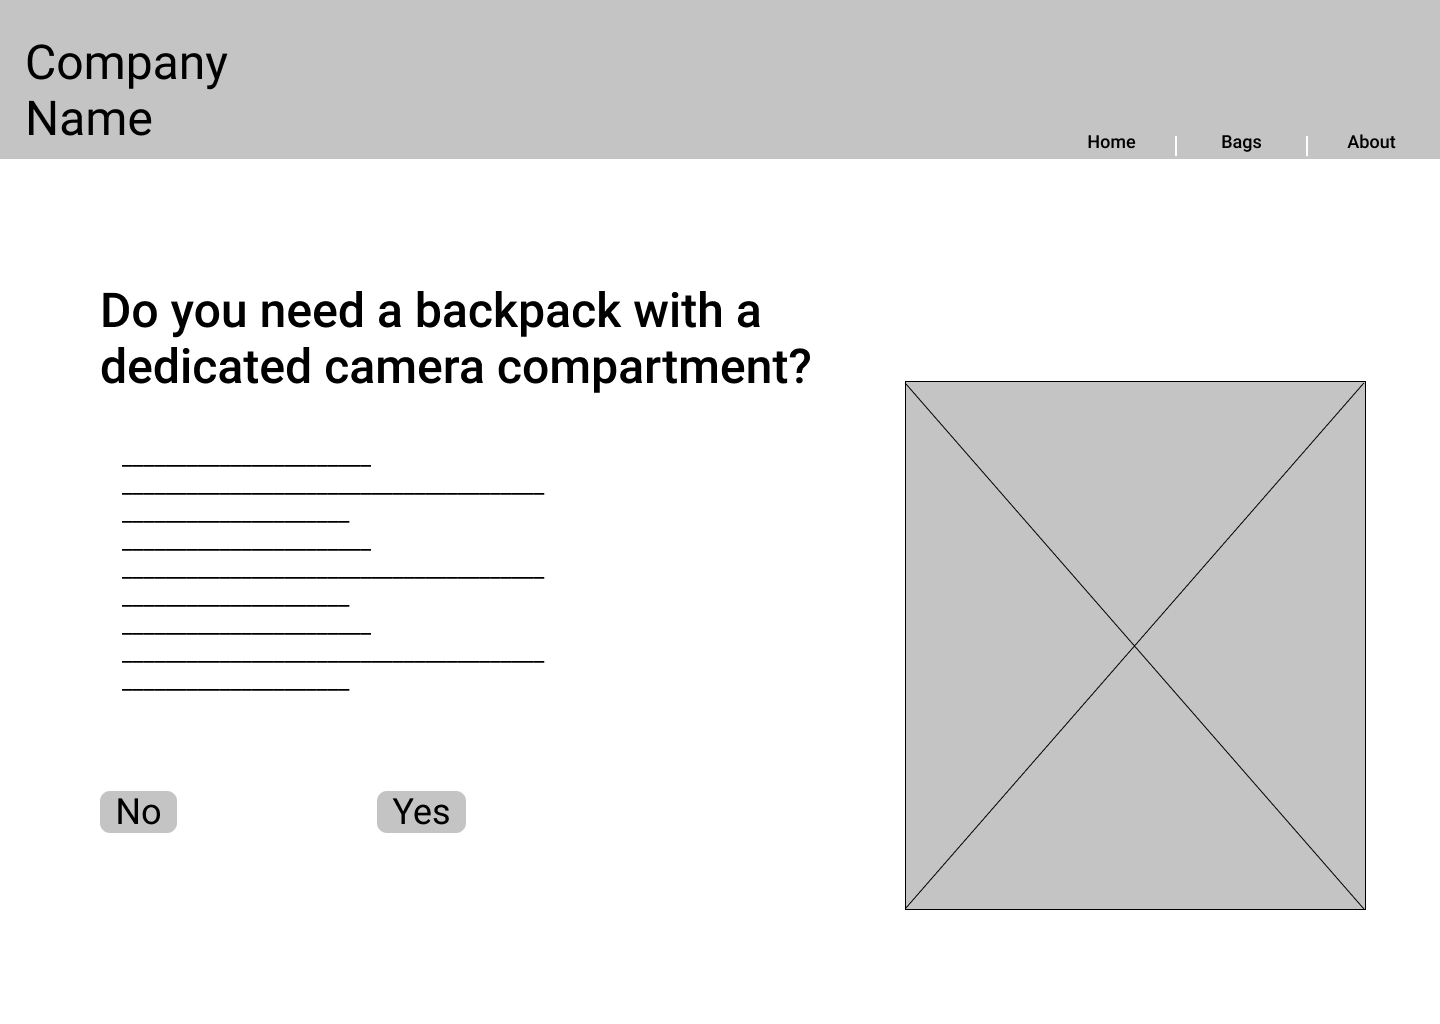 Company
Name
Home
Bags
About
Do you need a backpack with a
dedicated camera compartment?
No
Yes